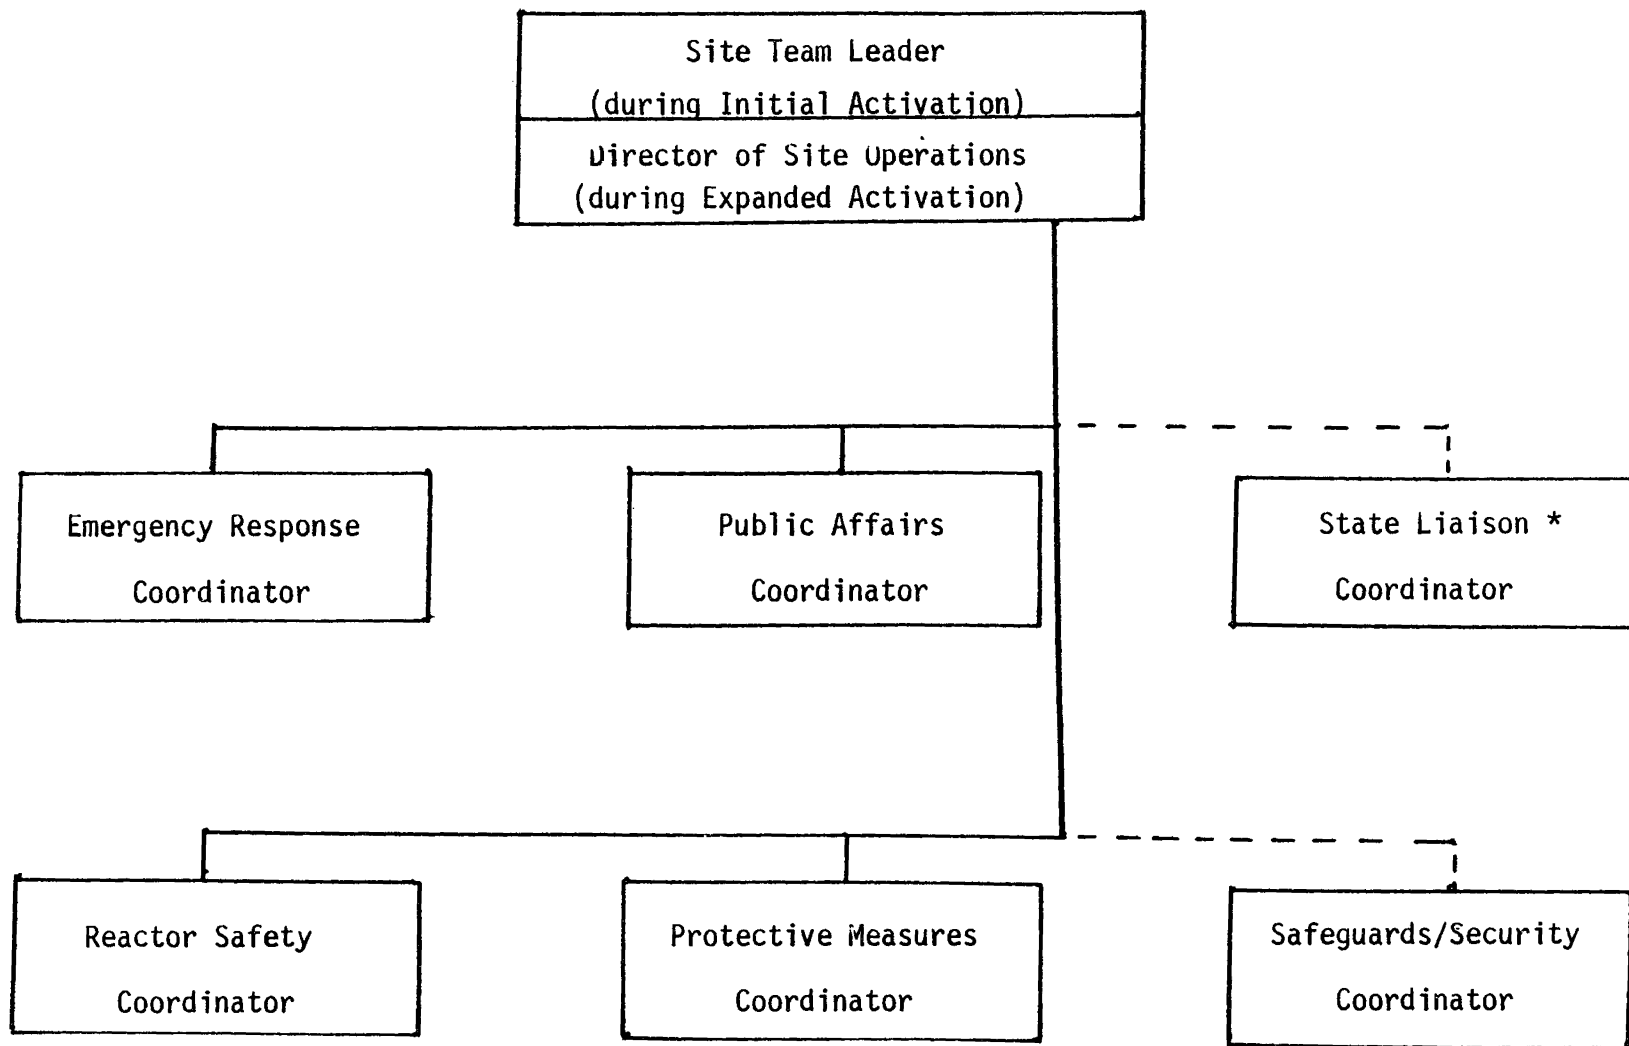 Site Team Leader
(during Initial Activation)
Director of Site Operations
(during Expanded Activation)
Emergency Response
Coordinator
Public Affairs
Coordinator
State Liaison *
Coordinator
Reactor Safety
Coordinator
Protective Measures
Coordinator
Safeguards/Security
Coordinator